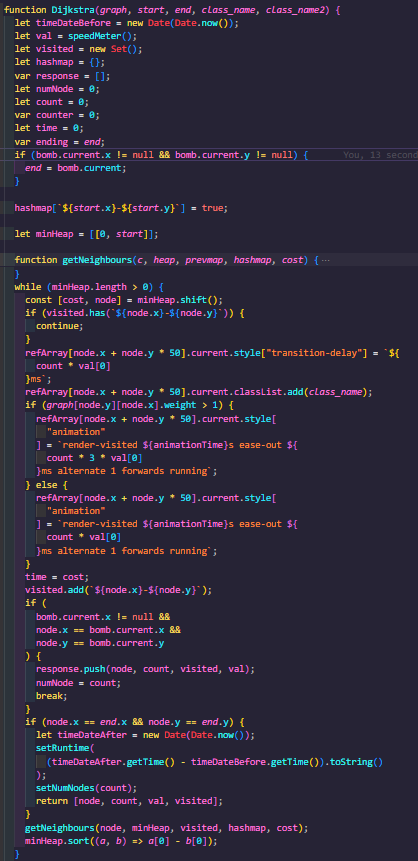 function Dijkstra(graph, start, end, class_name, class_name2) {
let timeDateBefore = new Date(Date.now());
let val = speedMeter();
let visited = new Set();
let hashmap = {};
var response = [];
let numNode = 0;
let count = 0;
var counter = 0;
let time = 0;
var ending = end;
if (bomb.current.x != null && bomb.current.y != null) { You, 13 second
end = bomb.current;
}
hashmap[`${start.x}-${start.y}`] = true;
let minHeap = [[0, start]];
function getNeighbours(c, heap, prevmap, hashmap, cost) { ···
}
while (minHeap.length > 0) {
const [cost, node] = minHeap.shift();
if (visited.has(`${node.x}-${node.y}`)) {
continue;
}
refArray[node.x + node.y * 50].current.style["transition-delay"] = `${
count * val[0]
}ms`;
refArray[node.x + node.y * 50].current.classList.add(class_name);
if (graph[node.y][node.x].weight > 1) {
refArray[node.x + node.y * 50].current.style[
"animation"
] = `render-visited ${animationTime}s ease-out ${
count * 3 * val[0]
}ms alternate 1 forwards running`;
} else {
refArray[node.x + node.y * 50].current.style[
"animation"
] = `render-visited ${animationTime}s ease-out ${
count * val[0]
}ms alternate 1 forwards running`;
}
time = cost;
visited.add(`${node.x}-${node.y}`);
if (
bomb.current.x != null &&
node.x == bomb.current.x &&
node.y == bomb.current.y
) {
response.push(node, count, visited, val);
numNode = count;
break;
}
if (node.x == end.x && node.y == end.y) {
let timeDateAfter = new Date(Date.now());
setRuntime(
(timeDateAfter.getTime() - timeDateBefore.getTime()).toString()
);
setNumNodes(count);
return [node, count, val, visited];
}
getNeighbours(node, minHeap, visited, hashmap, cost);
minHeap.sort((a, b) => a[0] - b[0]);
}